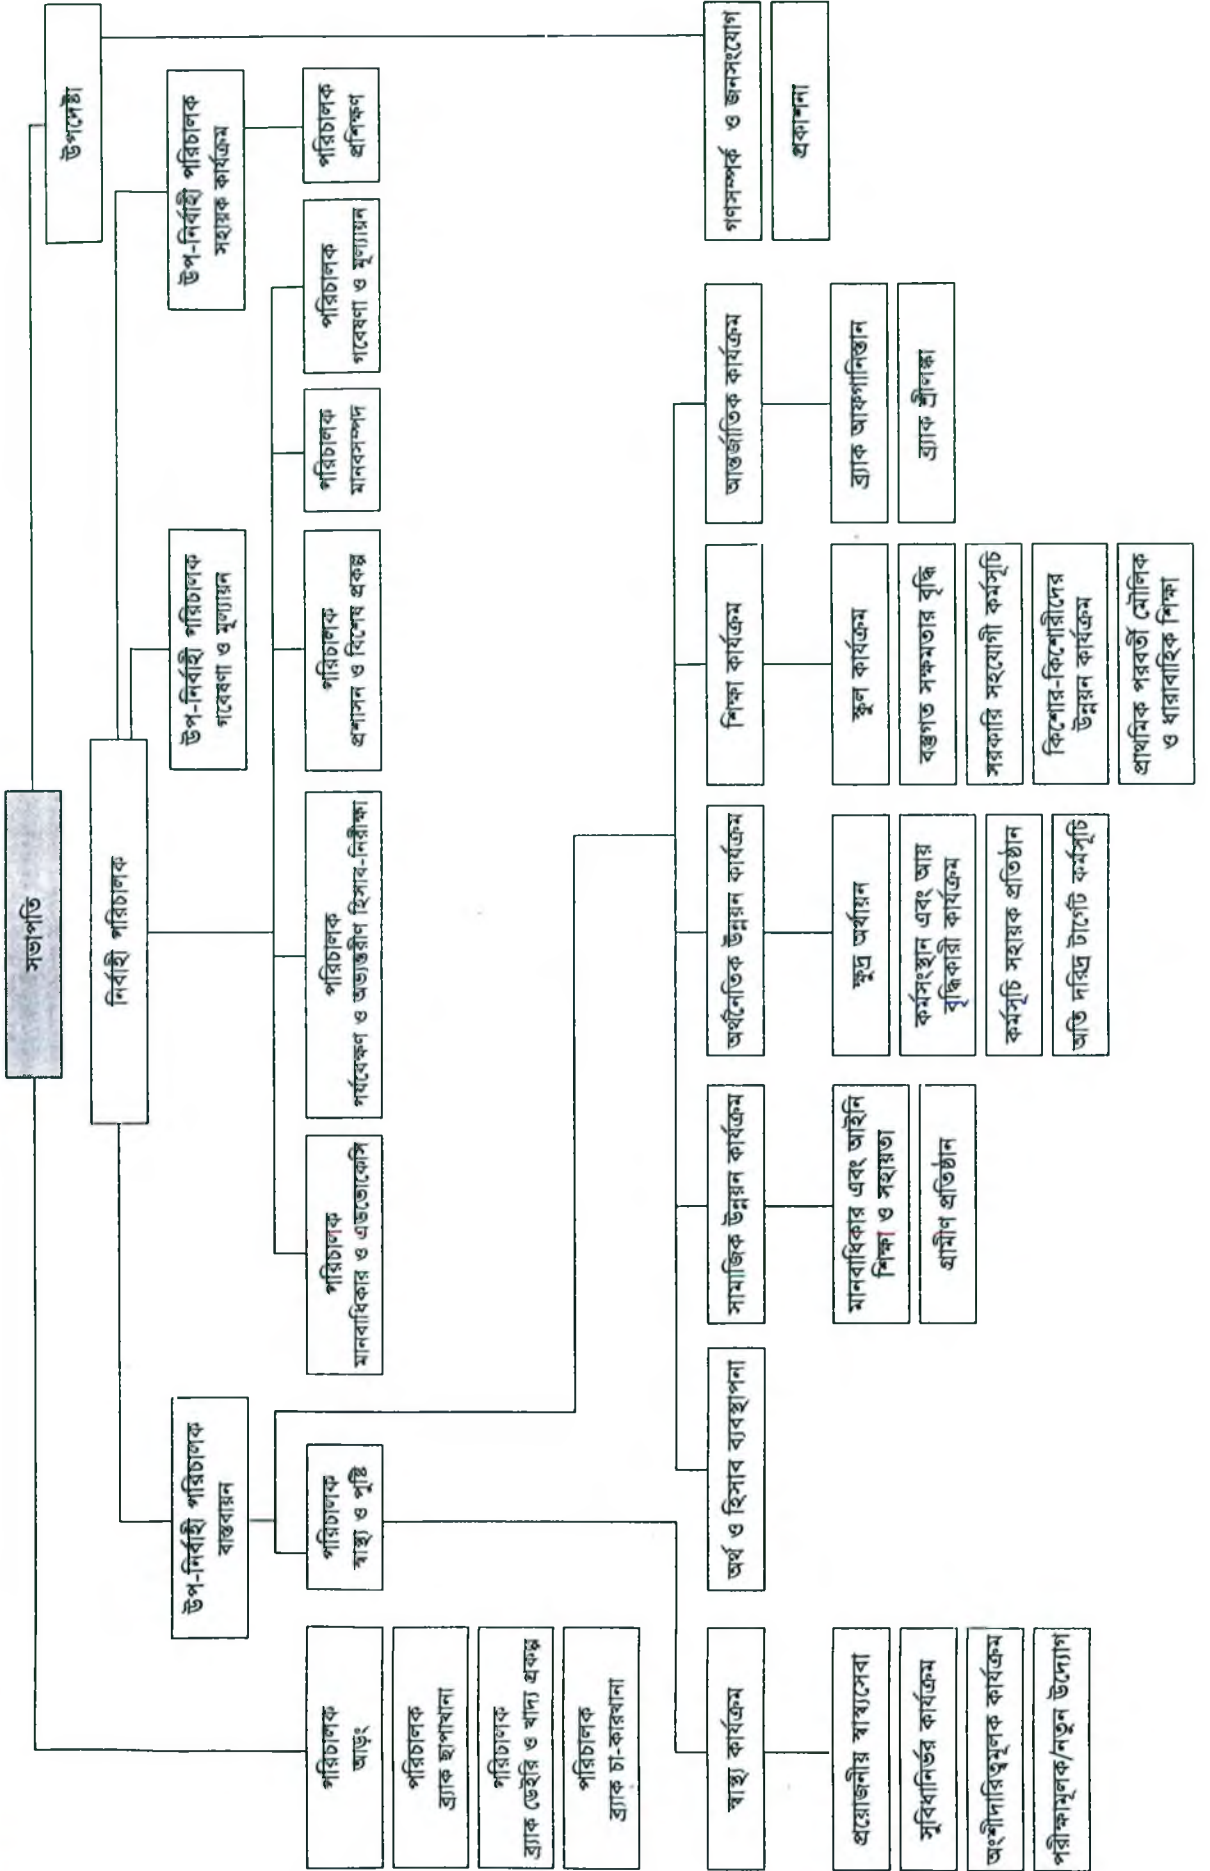 সভাপতি
উপদেষ্টা
নির্বাহী পরিচালক
উপ-নির্বাহী পরিচালক
বাস্তবায়ন
উপ-নির্বাহী পরিচালক
গবেষণা ও মূল্যায়ন
উপ-নির্বাহী পরিচালক
সহায়ক কার্যক্রম
পরিচালক
আড়ং
পরিচালক
ব্র্যাক ছাপাখানা
পরিচালক
ব্র্যাক ডেইরি ও খাদ্য প্রকল্প
পরিচালক
ব্র্যাক চা-কারখানা
পরিচালক
স্বাস্থ্য ও পুষ্টি
পরিচালক
মানবাধিকার ও এডভোকেসি
পরিচালক
পর্যবেক্ষণ ও অভ্যন্তরীণ হিসাব-নিরীক্ষা
পরিচালক
প্রশাসন ও বিশেষ প্রকল্প
পরিচালক
মানবসম্পদ
পরিচালক
গবেষণা ও মূল্যায়ন
পরিচালক
প্রশিক্ষণ
স্বাস্থ্য কার্যক্রম
প্রয়োজনীয় স্বাস্থ্যসেবা
সুবিধানির্ভর কার্যক্রম
অংশীদারিত্বমূলক কার্যক্রম
পরীক্ষামূলক/নতুন উদ্যোগ
অর্থ ও হিসাব ব্যবস্থাপনা
সামাজিক উন্নয়ন কার্যক্রম
মানবাধিকার এবং আইনি
শিক্ষা ও সহায়তা
গ্রামীণ প্রতিষ্ঠান
অর্থনৈতিক উন্নয়ন কার্যক্রম
ক্ষুদ্র অর্থায়ন
কর্মসংস্থান এবং আয়
বৃদ্ধিকারী কার্যক্রম
কর্মসূচি সহায়ক প্রতিষ্ঠান
অতি দরিদ্র টার্গেট কর্মসূচি
শিক্ষা কার্যক্রম
স্কুল কার্যক্রম
বস্তুগত সক্ষমতার বৃদ্ধি
সরকারি সহযোগী কর্মসূচি
কিশোর-কিশোরীদের
উন্নয়ন কার্যক্রম
প্রাথমিক পরবর্তী মৌলিক
ও ধারাবাহিক শিক্ষা
আন্তর্জাতিক কার্যক্রম
ব্র্যাক আফগানিস্তান
ব্র্যাক শ্রীলঙ্কা
গণসম্পর্ক ও জনসংযোগ
প্রকাশনা